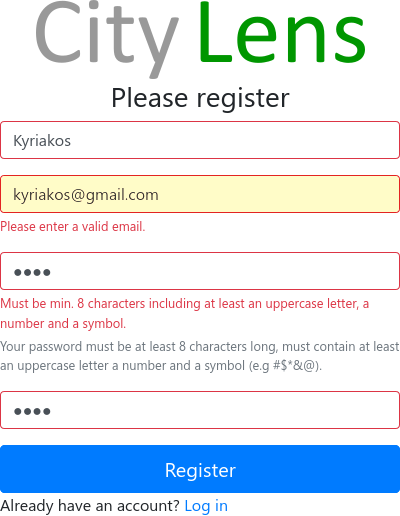 City Lens
Please register
Kyriakos
kyriakos@gmail.com
Please enter a valid email.
●●●●
Must be min. 8 characters including at least an uppercase letter, a
number and a symbol.
Your password must be at least 8 characters long, must contain at least
an uppercase letter a number and a symbol (e.g #$*&@).
●●●●
Register
Already have an account? Log in